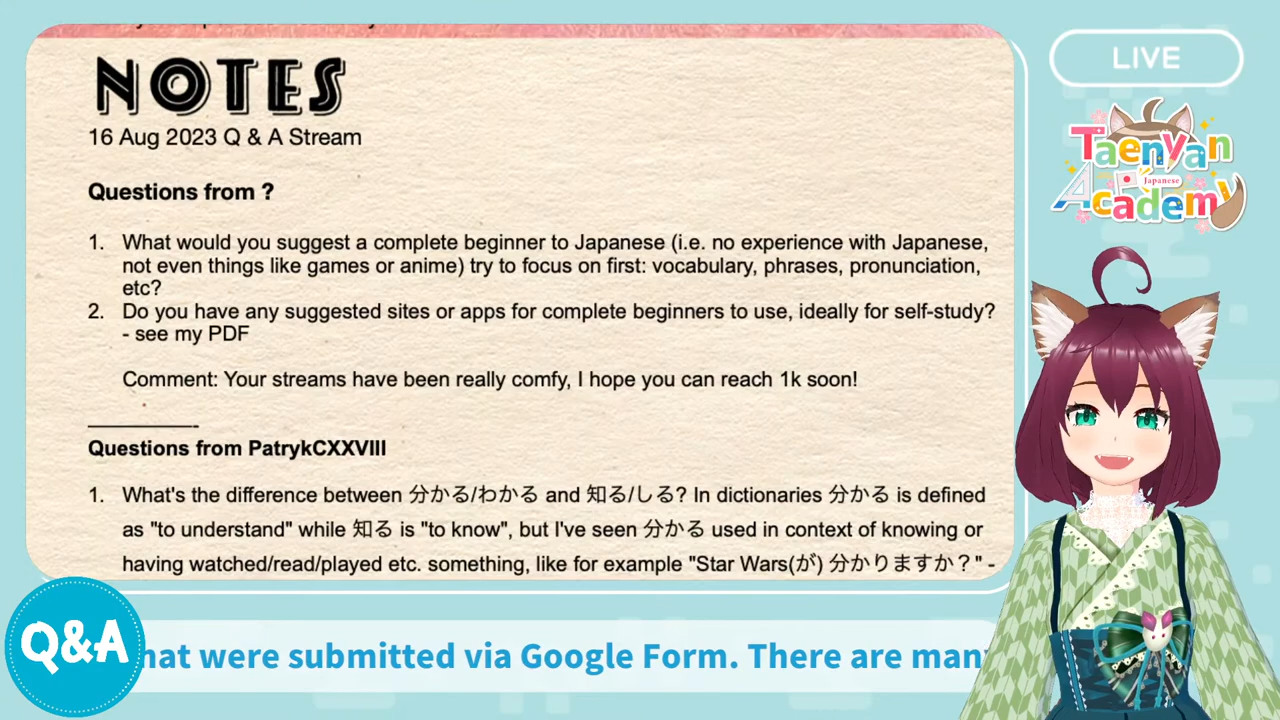 NOTES
16 Aug 2023 Q & A Stream
Questions from ?
1. What would you suggest a complete beginner to Japanese (i.e. no experience with Japanese,
not even things like games or anime) try to focus on first: vocabulary, phrases, pronunciation,
etc?
2. Do you have any suggested sites or apps for complete beginners to use, ideally for self-study?
- see my PDF
Comment: Your streams have been really comfy, I hope you can reach 1k soon!
Questions from PatrykCXXVIII
1. What's the difference between 分かる/わかる and 知る/しる? In dictionaries 分かる is defined
as "to understand" while 知る is "to know", but I've seen 分かる used in context of knowing or
having watched/read/played etc. something, like for example "Star Wars(が) 分かりますか？" -
LIVE
Taenyan
Japanese
Academy
Q&A
hat were submitted via Google Form. There are many